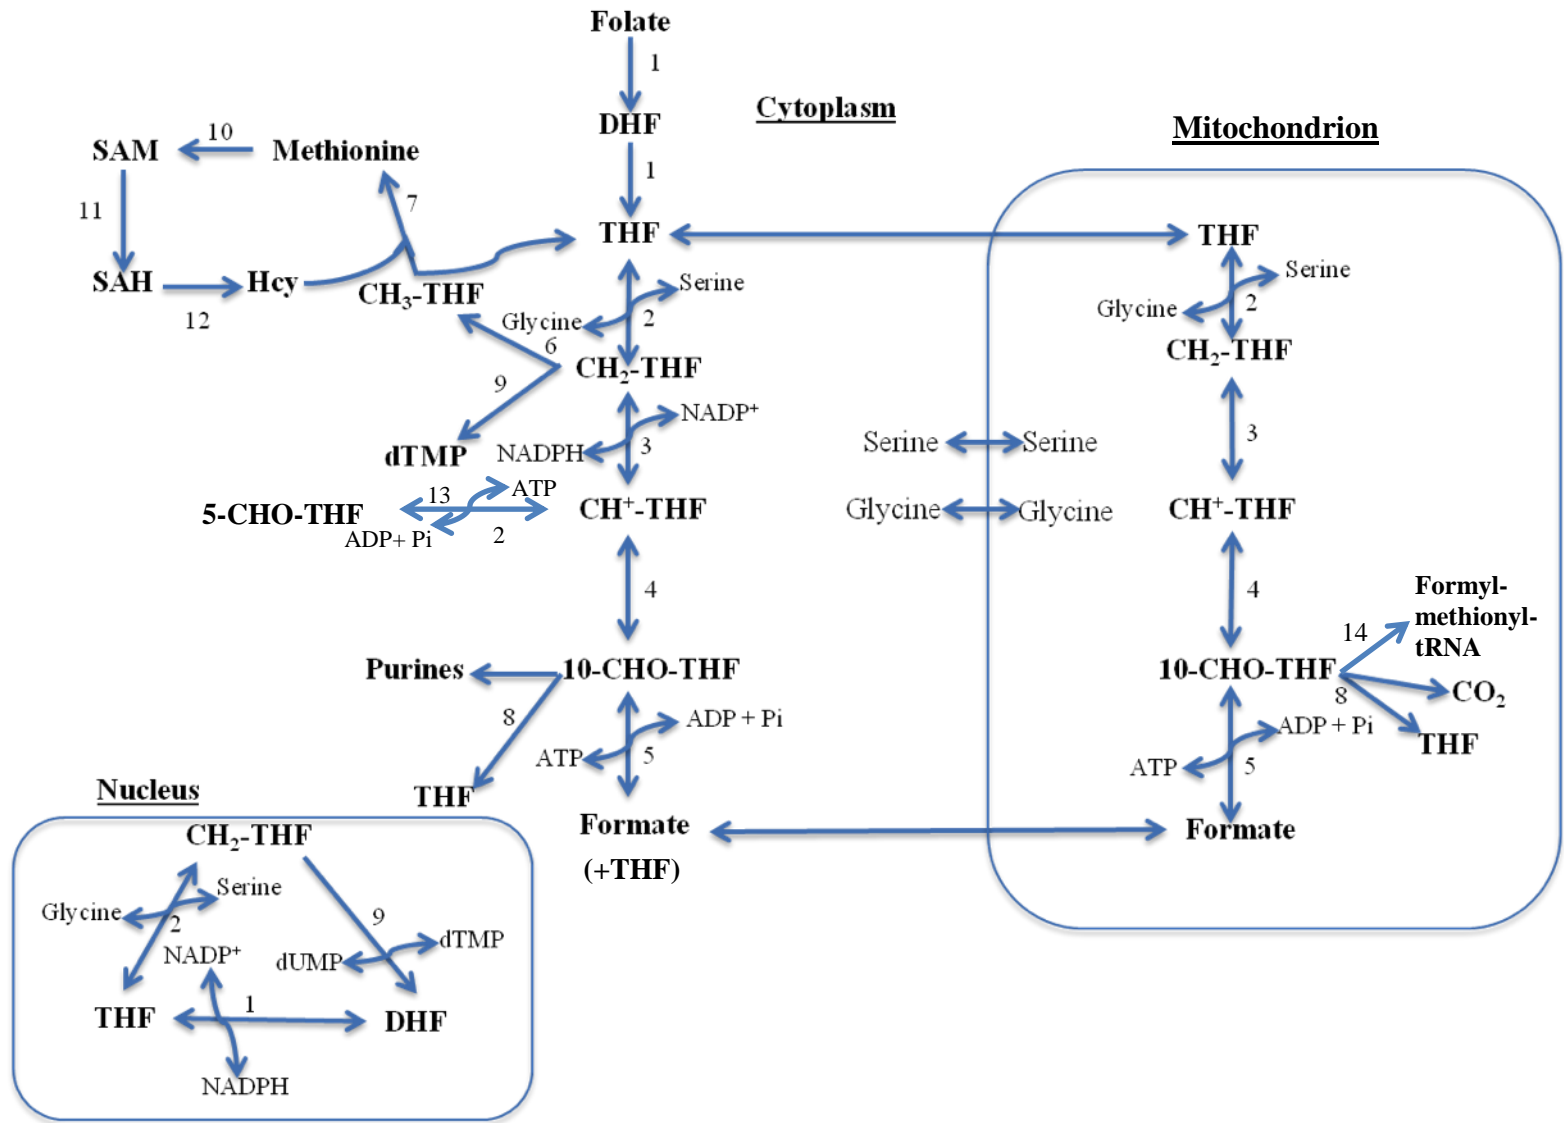 Folate
1
Cytoplasm
DHF
Mitochondrion
10
SAM
Methionine
1
11
7
THF
THF
SAH
Hcy
CH₃-THF
12
Serine
Glycine
2
Serine
Glycine
2
6
CH₂-THF
CH₂-THF
9
NADP⁺
NADPH
3
dTMP
3
Serine
Serine
13
ATP
5-CHO-THF
CH⁺-THF
ADP+ Pi
2
Glycine
Glycine
CH⁺-THF
4
4
Formyl-
methionyl-
tRNA
14
Purines
10-CHO-THF
10-CHO-THF
8
CO₂
8
ADP + Pi
ATP
5
ADP + Pi
THF
ATP
5
THF
Formate
(+THF)
Formate
Nucleus
CH₂-THF
Serine
Glycine
2
9
NADP⁺
dUMP
dTMP
THF
1
DHF
NADPH